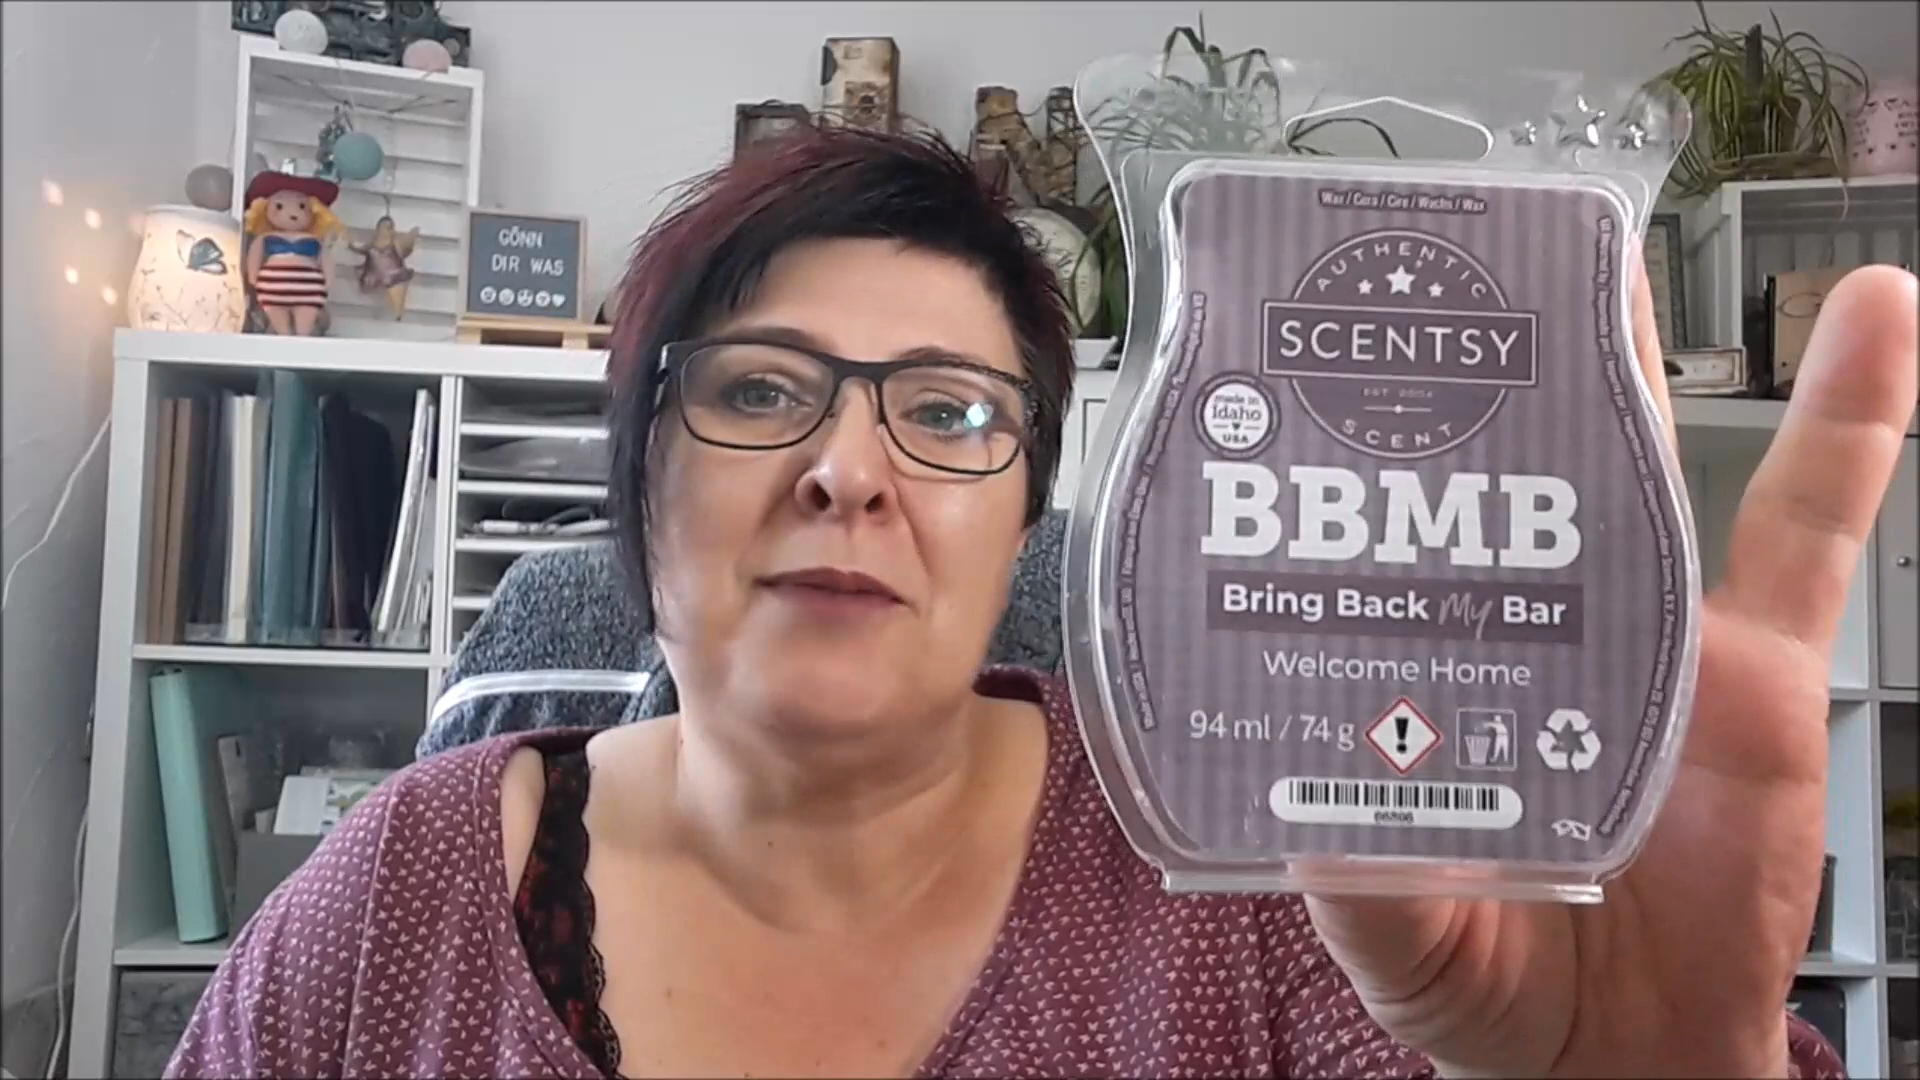 GÖNN
DIR WAS
Wax / Cera / Cire / Wachs / Wax
AUTHENTIC
SCENTSY
EST 2004
SCENT
made in
Idaho
USA
BBMB
Bring Back My Bar
Welcome Home
94 ml / 74 g